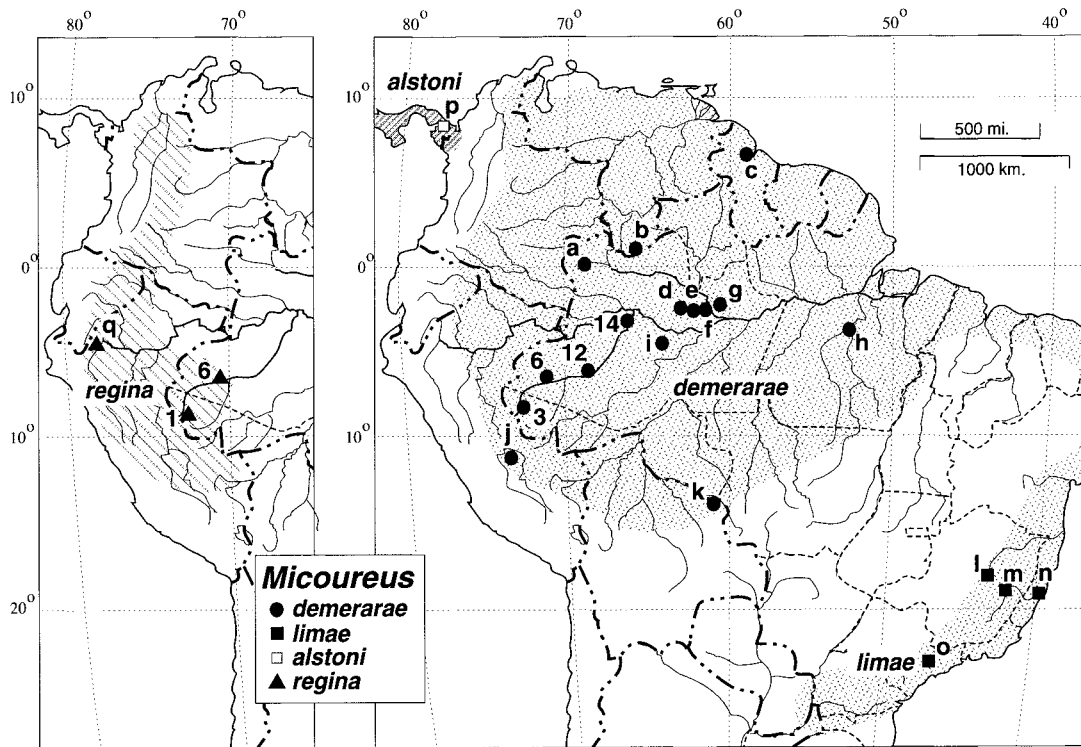 80° 70° 80° 70° 60° 50° 40°
alstoni
10° p 10°
500 mi.
1000 km.
c
b
a
0° 0°
d e g
f
q 14
i h
12
6 6
regina demerarae
1 3
10° j 10°
k
l m n
20° 20°
o
limae
Micoureus
demerarae
limae
alstoni
regina